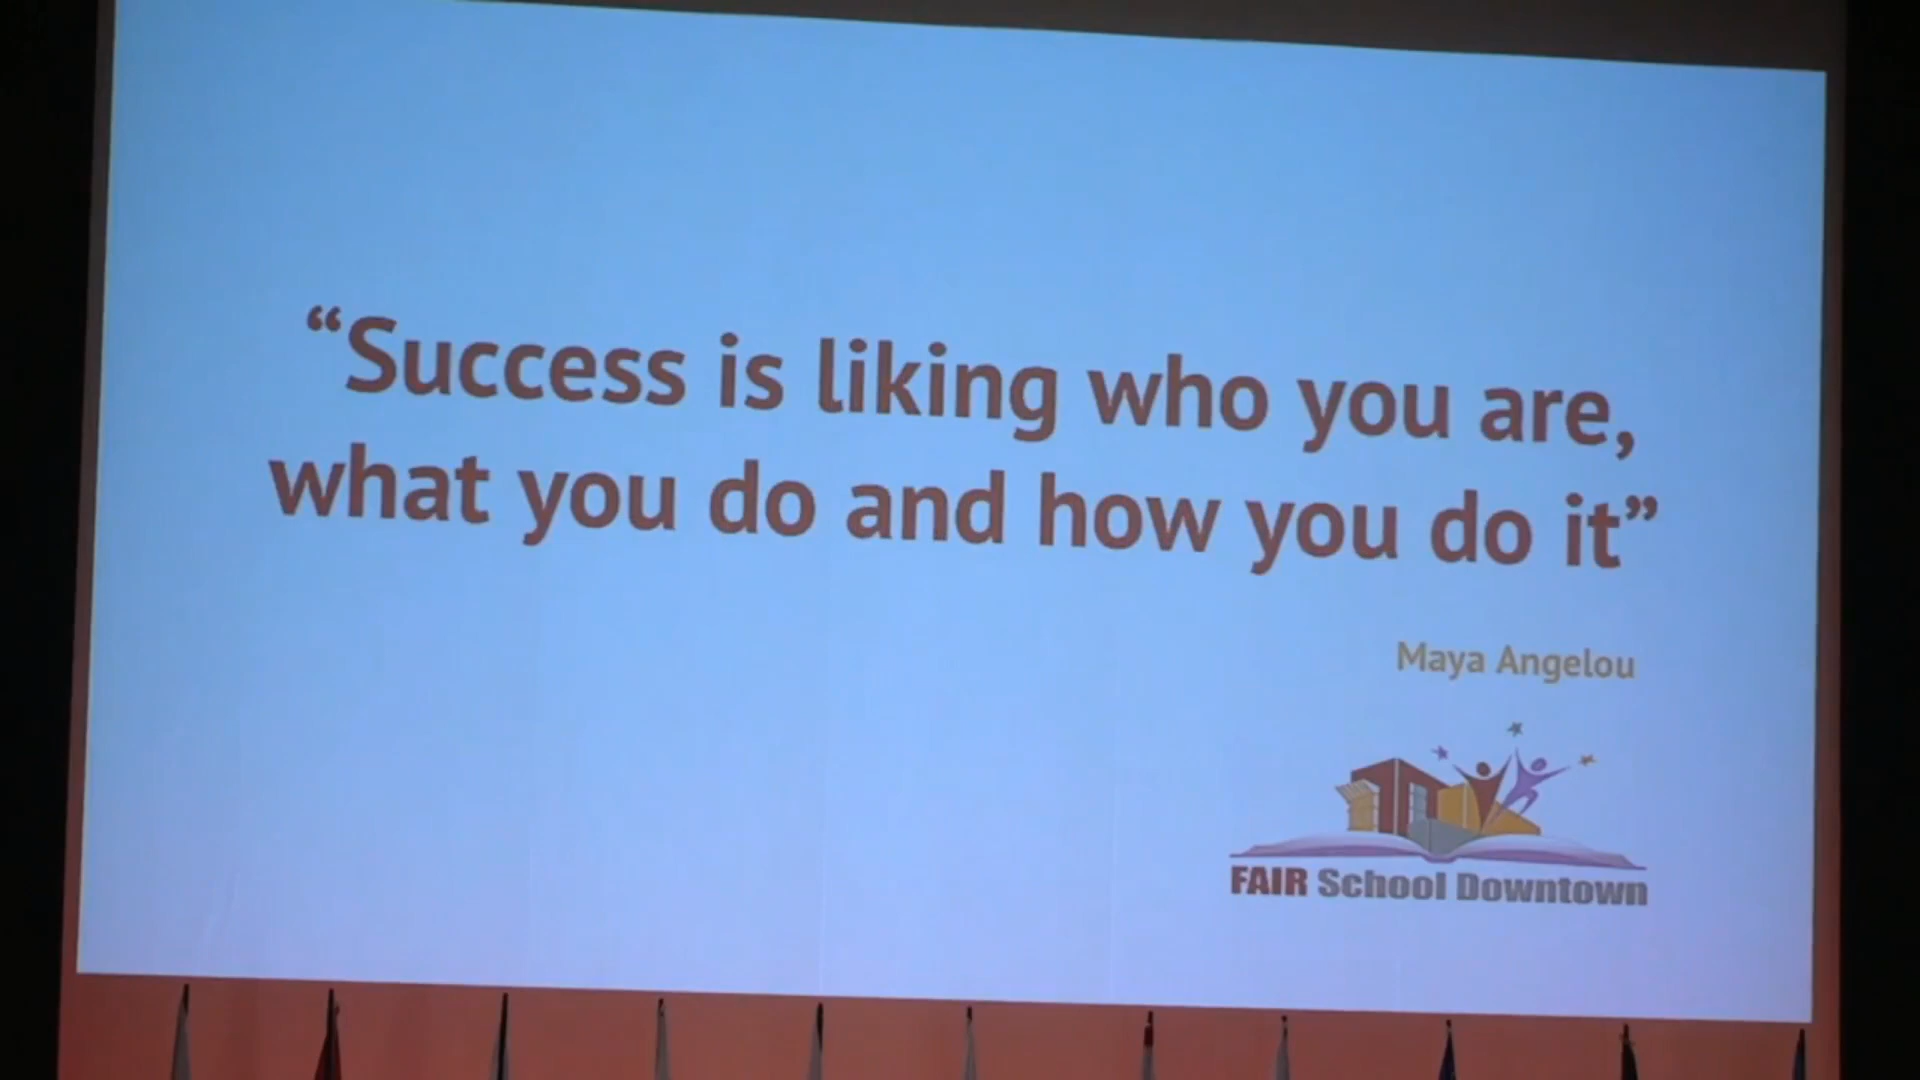 “Success is liking who you are,
what you do and how you do it”
Maya Angelou
FAIR School Downtown